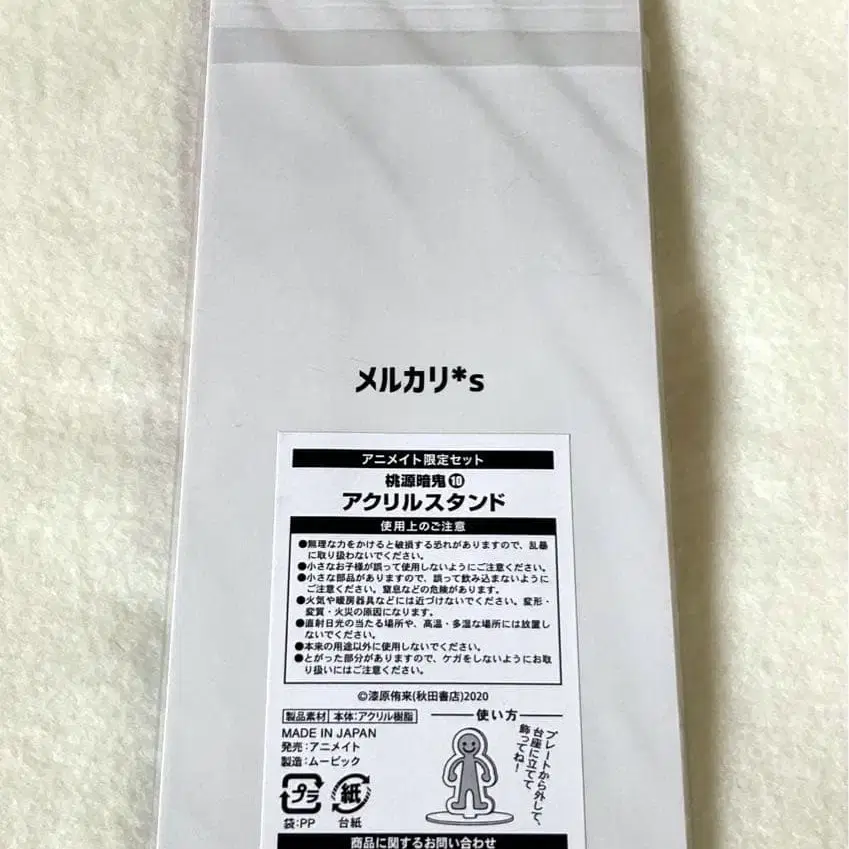 メルカリ*s
アニメイト限定セット
桃源暗鬼⑩
アクリルスタンド
使用上のご注意
●無理な力をかけると破損する恐れがありますので、乱暴
に取り扱わないでください。
●小さなお子様が誤って使用しないようにご注意ください。
●小さな部品がありますので、誤って飲み込まないように
ご注意ください。窒息などの危険があります。
●火気や暖房器具などには近づけないでください。変形・
変質・火災の原因になります。
●直射日光の当たる場所や、高温・多湿な場所には放置し
ないでください。
●本来の用途以外に使用しないでください。
●とがった部分がありますので、ケガをしないようにお取
り扱いにはご注意ください。
©漆原侑来(秋田書店)2020
製品素材 本体:アクリル樹脂
MADE IN JAPAN
発売:アニメイト
製造:ムービック
プラ
袋:PP
紙
台紙
使い方
プレートから外して、
台座に立てて
飾ってね!
商品に関するお問い合わせ